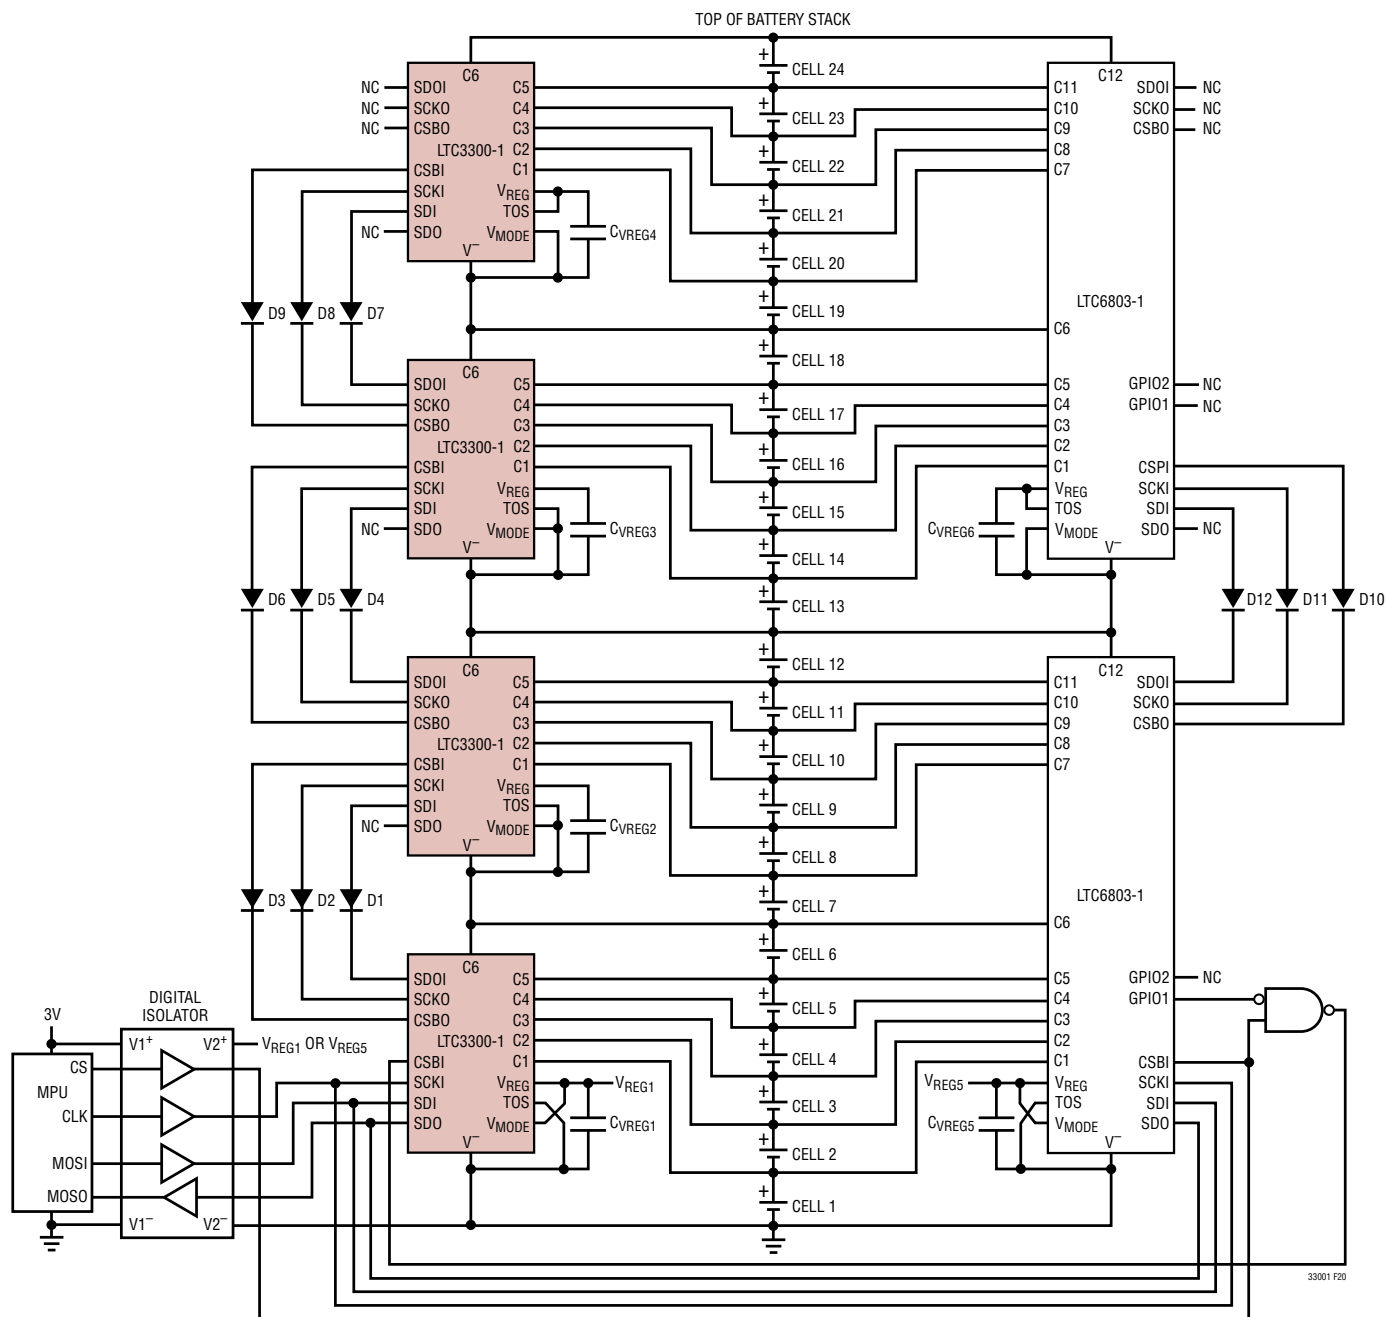 TOP OF BATTERY STACK
C6
NC SDOI
NC SCKO
NC CSBO
LTC3300-1
CSBI
SCKI
SDI
NC SDO
V–
C5
C4
C3
C2
C1
VREG
TOS
VMODE
CVREG4
+ CELL 24
+ CELL 23
+ CELL 22
+ CELL 21
+ CELL 20
+ CELL 19
C12
C11
C10
C9
C8
C7
SDOI NC
SCKO NC
CSBO NC
LTC6803-1
C6
D9
D8
D7
+ CELL 18
C6
SDOI
SCKO
CSBO
LTC3300-1
CSBI
SCKI
SDI
NC SDO
V–
C5
C4
C3
C2
C1
VREG
TOS
VMODE
CVREG3
+ CELL 17
+ CELL 16
+ CELL 15
+ CELL 14
+ CELL 13
C5
C4
C3
C2
C1
CVREG6
VREG
TOS
VMODE
V–
GPIO2 NC
GPIO1 NC
CSPI
SCKI
SDI
SDO NC
D6
D5
D4
D12
D11
D10
+ CELL 12
C6
SDOI
SCKO
CSBO
LTC3300-1
CSBI
SCKI
SDI
NC SDO
V–
C5
C4
C3
C2
C1
VREG
TOS
VMODE
CVREG2
+ CELL 11
+ CELL 10
+ CELL 9
+ CELL 8
+ CELL 7
C12
C11
C10
C9
C8
C7
SDOI
SCKO
CSBO
LTC6803-1
C6
D3
D2
D1
+ CELL 6
C6
SDOI
SCKO
CSBO
LTC3300-1
CSBI
SCKI
SDI
SDO
V–
C5
C4
C3
C2
C1
VREG
TOS
VMODE
VREG1
CVREG1
+ CELL 5
+ CELL 4
+ CELL 3
+ CELL 2
+ CELL 1
C5
C4
C3
C2
C1
VREG5
CVREG5
VREG
TOS
VMODE
V–
GPIO2 NC
GPIO1
CSBI
SCKI
SDI
SDO
DIGITAL
ISOLATOR
3V
V1+
V2+
VREG1 OR VREG5
CS
MPU
CLK
MOSI
MOSO
V1–
V2–
33001 F20